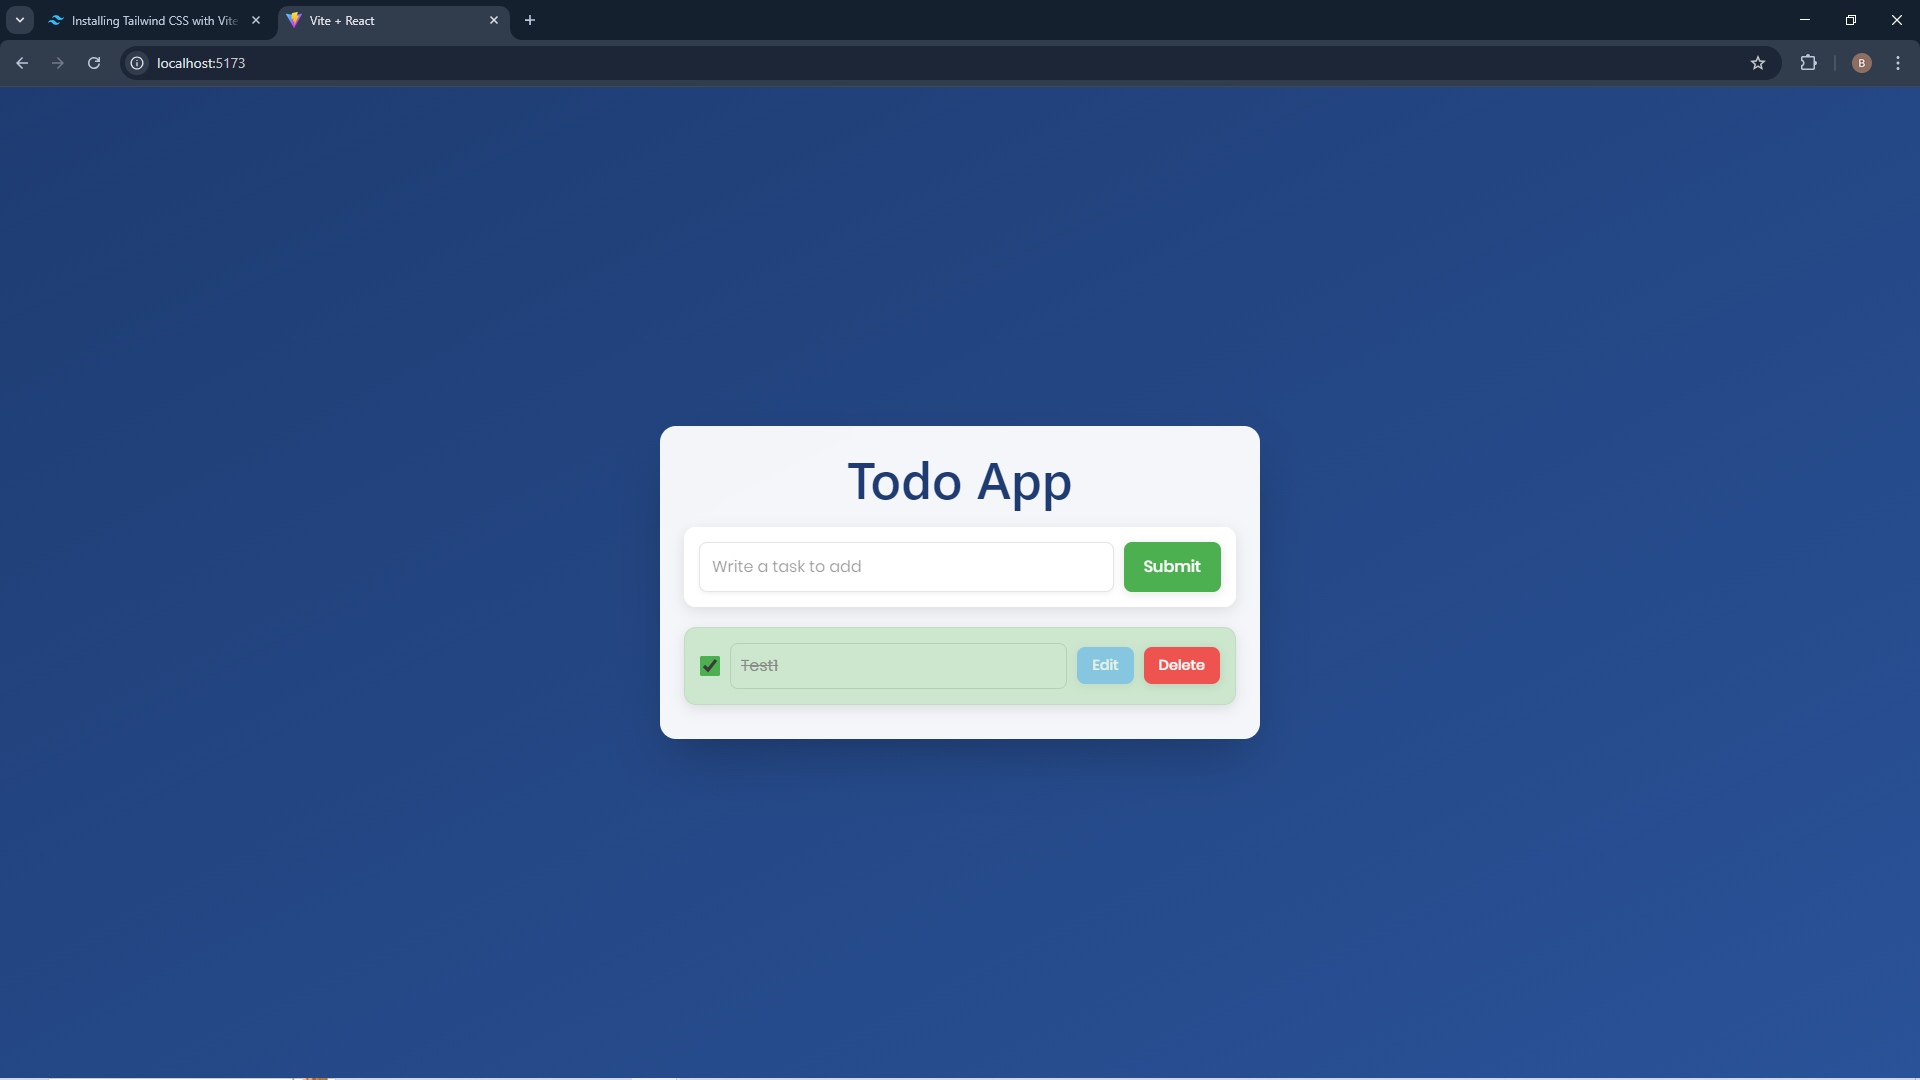 Installing Tailwind CSS with Vite
Vite + React
localhost:5173
B
Todo App
Write a task to add
Submit
Test1
Edit
Delete